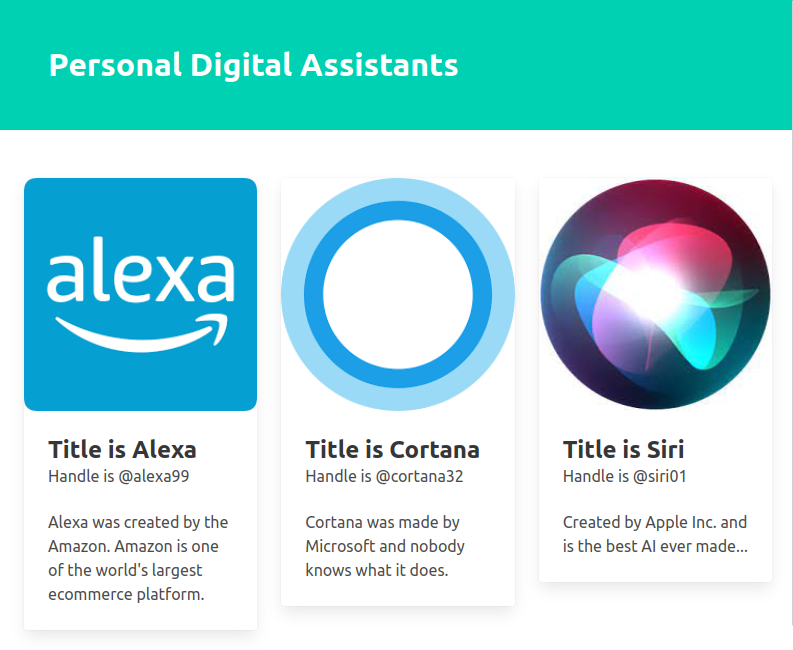 Personal Digital Assistants
alexa
Title is Alexa
Handle is @alexa99
Alexa was created by the
Amazon. Amazon is one
of the world's largest
ecommerce platform.
Title is Cortana
Handle is @cortana32
Cortana was made by
Microsoft and nobody
knows what it does.
Title is Siri
Handle is @siri01
Created by Apple Inc. and
is the best AI ever made...